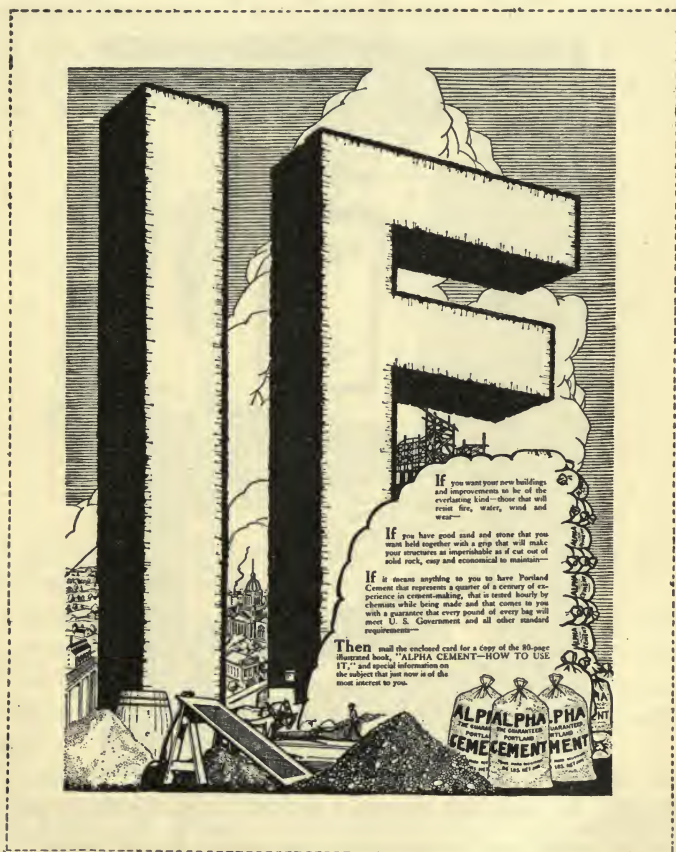 IF
If you want your new buildings
and improvements to be of the
everlasting kind—those that will
resist fire, water, wind and
wear—
If you have good sand and stone that you
want held together with a grip that will make
your structures as imperishable as if cut out of
solid rock, easy and economical to maintain—
If it means anything to you to have Portland
Cement that represents a quarter of a century of ex-
perience in cement-making, that is tested hourly by
chemists while being made and that comes to you
with a guarantee that every pound of every bag will
meet U. S. Government and all other standard
requirements—
Then mail the enclosed card for a copy of the 80-page
illustrated book, "ALPHA CEMENT—HOW TO USE
IT," and special information on
the subject that just now is of the
most interest to you.
ALPHA
THE GUARANTEED
PORTLAND
CEMENT